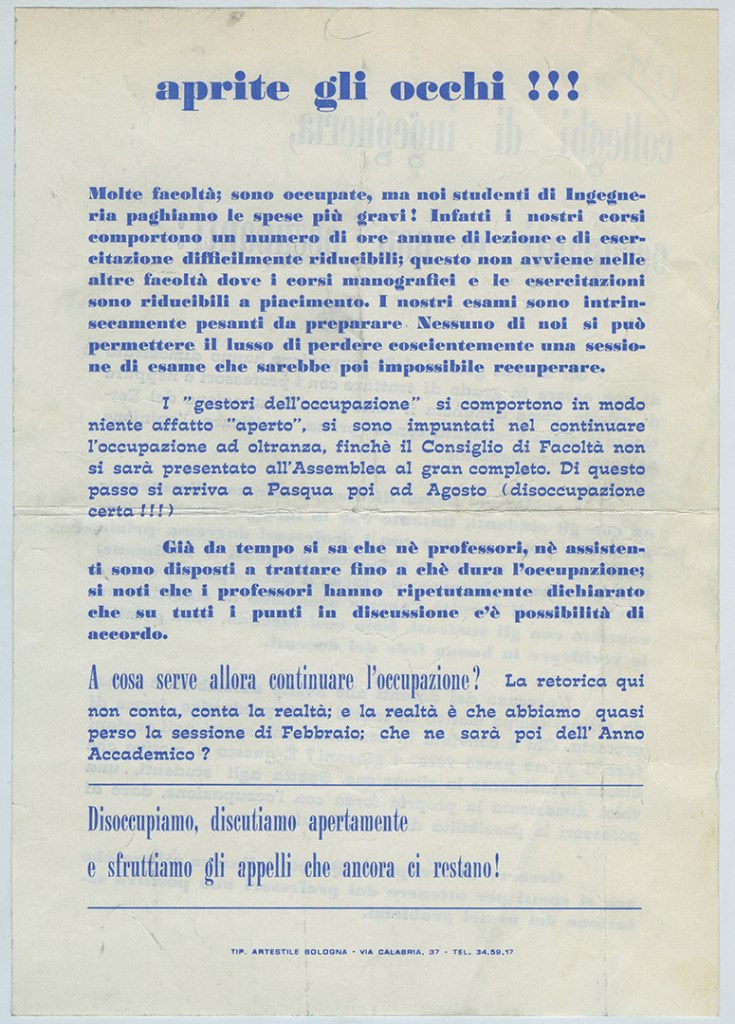 aprite gli occhi !!!
Molte facoltà; sono occupate, ma noi studenti di Ingegne-
ria paghiamo le spese più gravi! Infatti i nostri corsi
comportono un numero di ore annue di lezione e di eser-
citazione difficilmente riducibili; questo non avviene nelle
altre facoltà dove i corsi manografici e le esercitazioni
sono riducibili a piacimento. I nostri esami sono intrin-
secamente pesanti da preparare Nessuno di noi si può
permettere il lusso di perdere coscientemente una sessio-
ne di esame che sarebbe poi impossibile recuperare.
I "gestori dell'occupazione" si comportono in modo
niente affatto "aperto", si sono impuntati nel continuare
l'occupazione ad oltranza, finchè il Consiglio di Facoltà non
si sarà presentato all'Assemblea al gran completo. Di questo
passo si arriva a Pasqua poi ad Agosto (disoccupazione
certa !!!)
Già da tempo si sa che nè professori, nè assisten-
ti sono disposti a trattare fino a chè dura l'occupazione;
si noti che i professori hanno ripetutamente dichiarato
che su tutti i punti in discussione c'è possibilità di
accordo.
A cosa serve allora continuare l'occupazione? La retorica qui
non conta, conta la realtà; e la realtà è che abbiamo quasi
perso la sessione di Febbraio; che ne sarà poi dell' Anno
Accademico ?
Disoccupiamo, discutiamo apertamente
e sfruttiamo gli appelli che ancora ci restano!
TIP. ARTESTILE BOLOGNA - VIA CALABRIA, 37 - TEL. 34.59.17